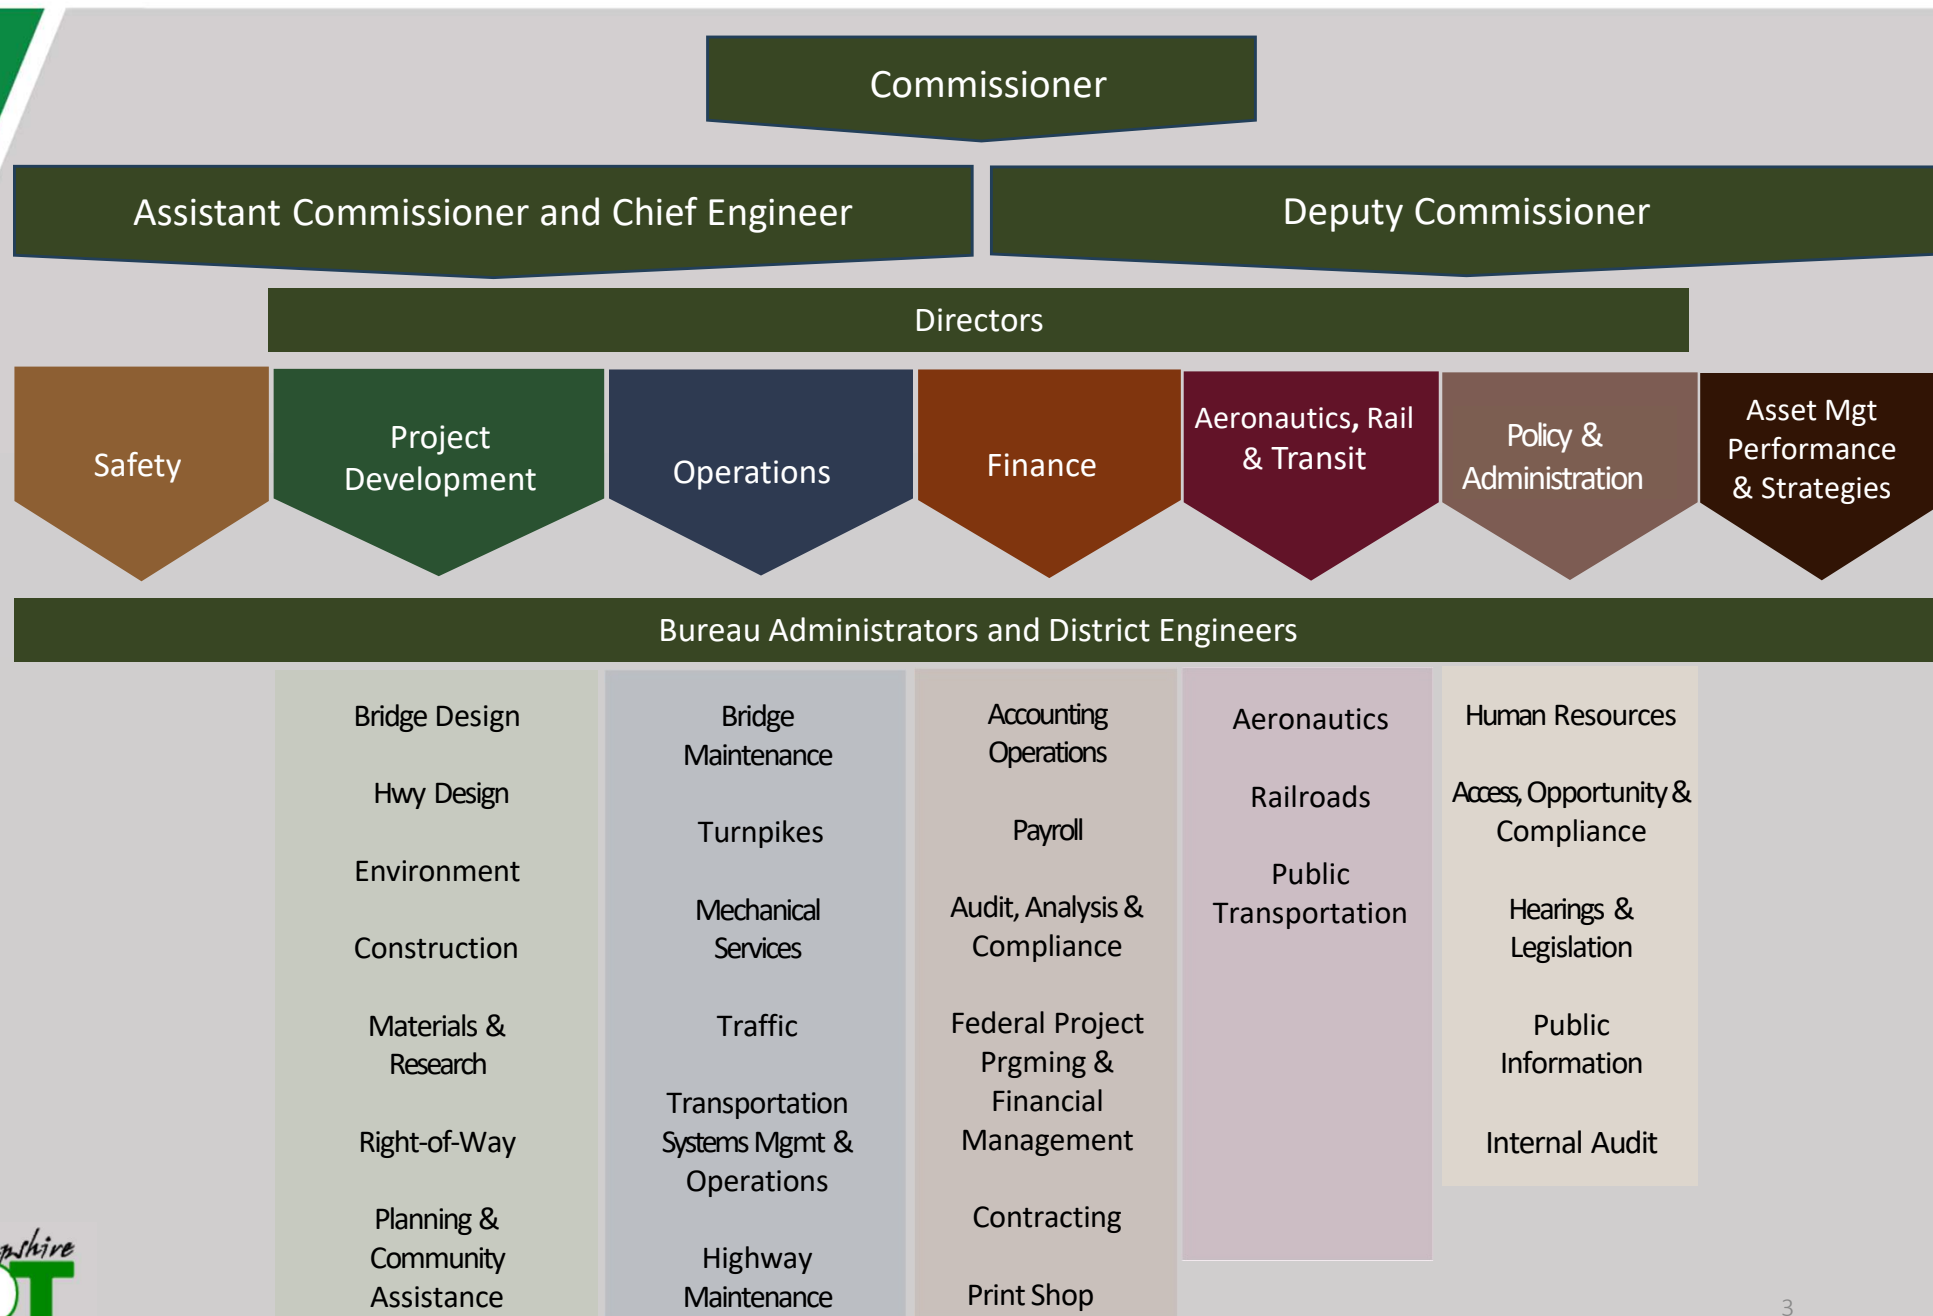 Commissioner
Assistant Commissioner and Chief Engineer
Deputy Commissioner
Directors
Safety
Project
Development
Operations
Finance
Aeronautics, Rail
& Transit
Policy &
Administration
Asset Mgt
Performance
& Strategies
Bureau Administrators and District Engineers
Bridge Design
Hwy Design
Environment
Construction
Materials &
Research
Right-of-Way
Planning &
Community
Assistance
Bridge
Maintenance
Turnpikes
Mechanical
Services
Traffic
Transportation
Systems Mgmt &
Operations
Highway
Maintenance
Accounting
Operations
Payroll
Audit, Analysis &
Compliance
Federal Project
Prgming &
Financial
Management
Contracting
Print Shop
Aeronautics
Railroads
Public
Transportation
Human Resources
Access, Opportunity &
Compliance
Hearings &
Legislation
Public
Information
Internal Audit
3